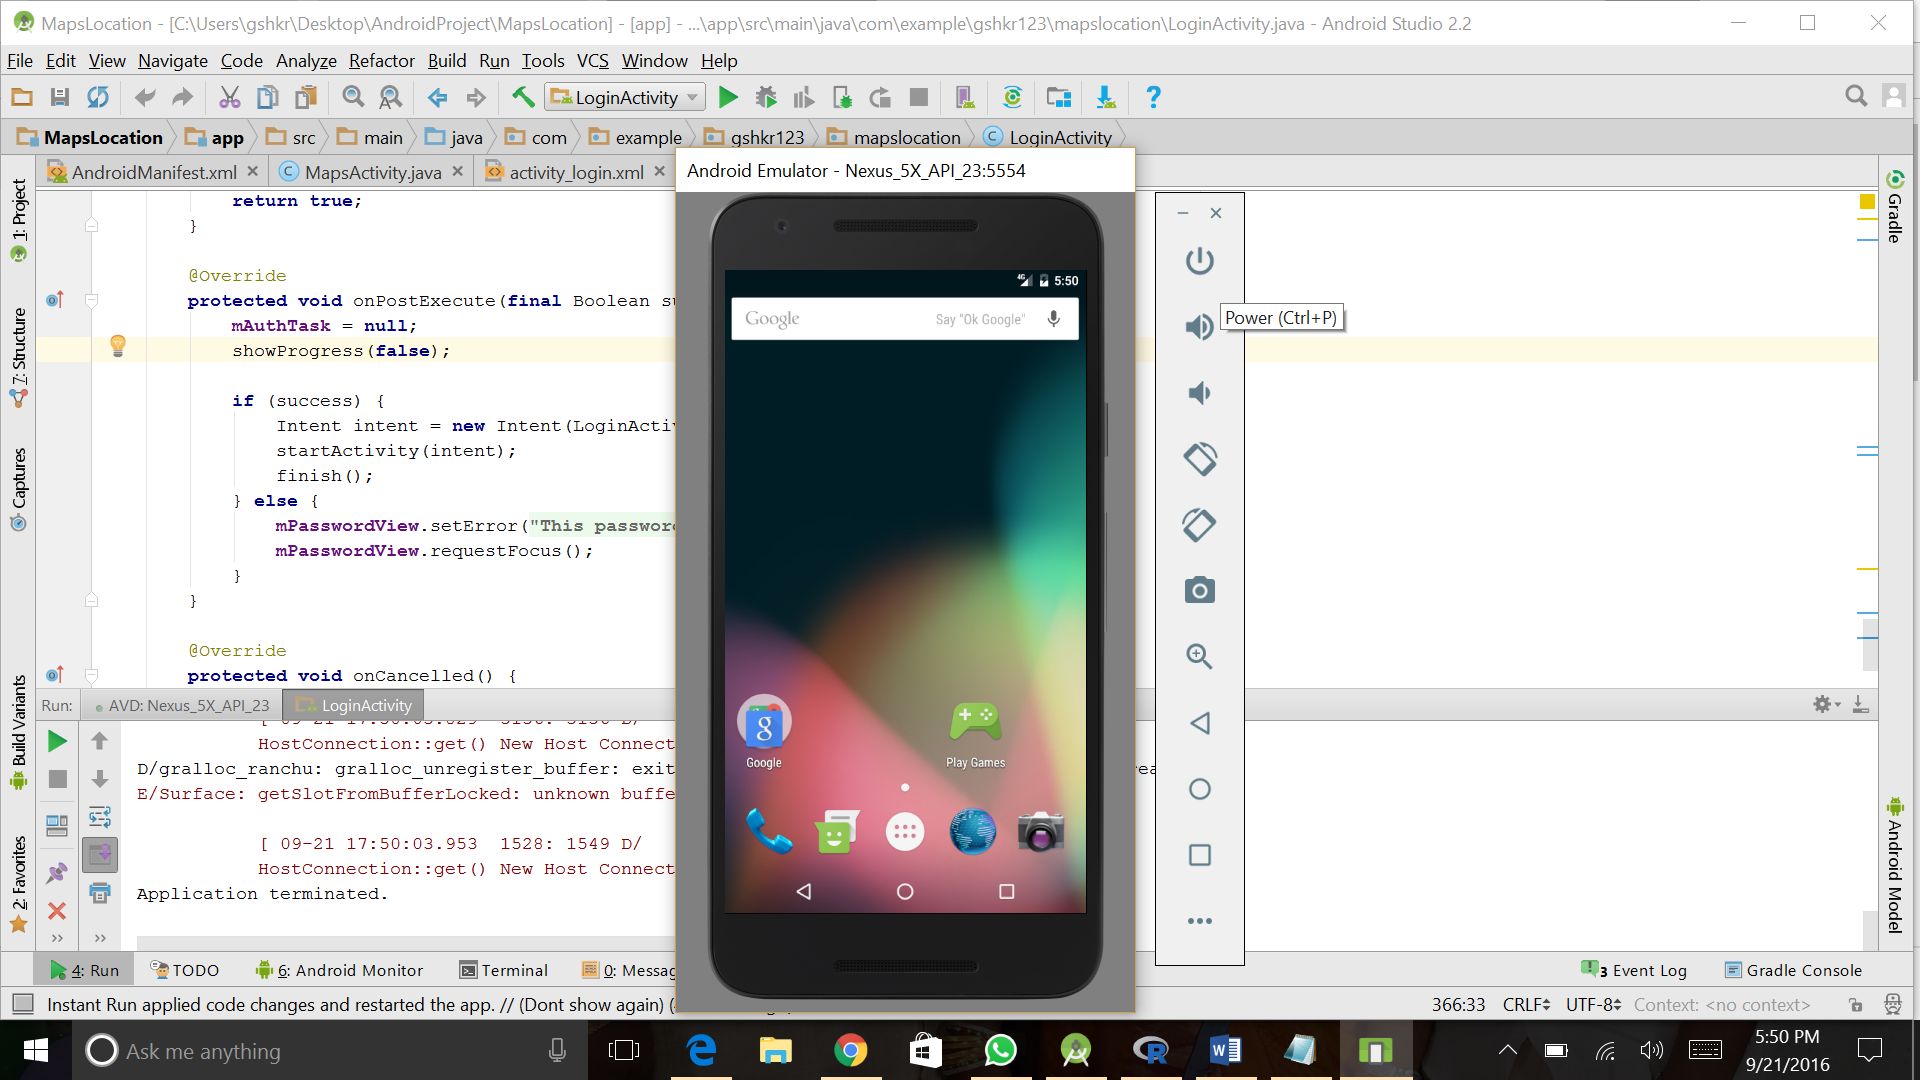 MapsLocation - [C:\Users\gshkr\Desktop\AndroidProject\MapsLocation] - [app] - ...\app\src\main\java\com\example\gshkr123\mapslocation\LoginActivity.java - Android Studio 2.2
File Edit View Navigate Code Analyze Refactor Build Run Tools VCS Window Help
LoginActivity
MapsLocation app src main java com example gshkr123 mapslocation LoginActivity
AndroidManifest.xml MapsActivity.java activity_login.xml
Android Emulator - Nexus_5X_API_23:5554
1: Project
7: Structure
Captures
Build Variants
2: Favorites
return true;
}
@Override
protected void onPostExecute(final Boolean su
mAuthTask = null;
showProgress(false);
if (success) {
Intent intent = new Intent(LoginActiv
startActivity(intent);
finish();
} else {
mPasswordView.setError("This password
mPasswordView.requestFocus();
}
}
@Override
protected void onCancelled() {
4G 5:50
Google Say "Ok Google"
Google Play Games
Power (Ctrl+P)
Gradle
Android Model
Run: AVD: Nexus_5X_API_23 LoginActivity
HostConnection::get() New Host Connect
D/gralloc_ranchu: gralloc_unregister_buffer: exit
E/Surface: getSlotFromBufferLocked: unknown buffe
[ 09-21 17:50:03.953 1528: 1549 D/
HostConnection::get() New Host Connect
Application terminated.
4: Run TODO 6: Android Monitor Terminal 0: Messag 3 Event Log Gradle Console
Instant Run applied code changes and restarted the app. // (Dont show again) 366:33 CRLF UTF-8 Context: <no context>
Ask me anything
5:50 PM
9/21/2016